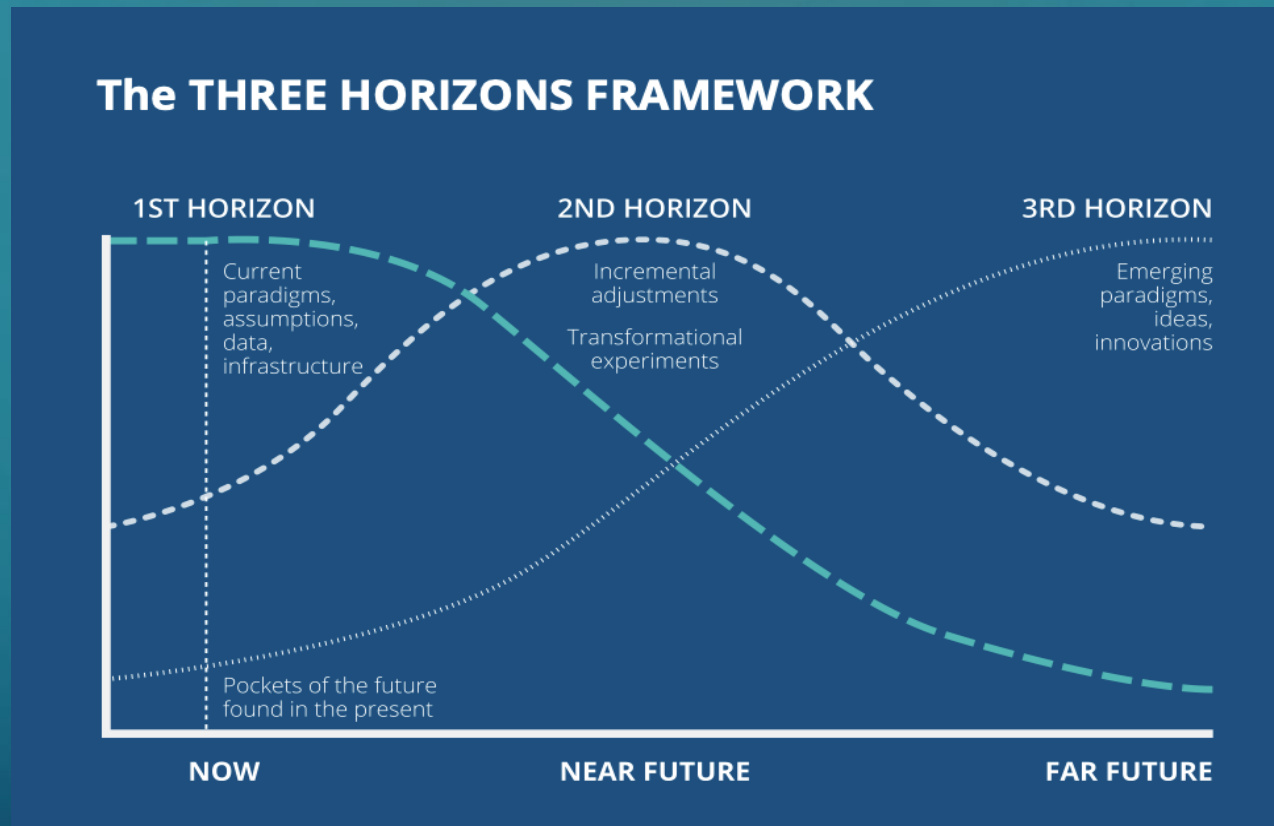 The THREE HORIZONS FRAMEWORK
1ST HORIZON
2ND HORIZON
3RD HORIZON
Current
paradigms,
assumptions,
data,
infrastructure
Incremental
adjustments
Transformational
experiments
Emerging
paradigms,
ideas,
innovations
Pockets of the future
found in the present
NOW
NEAR FUTURE
FAR FUTURE